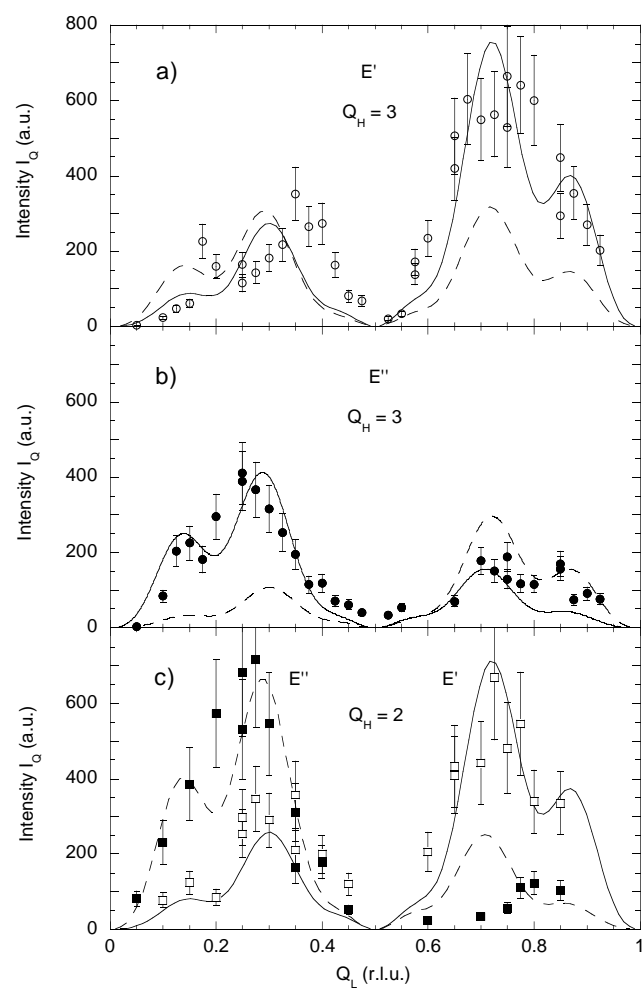 800
a)
E'
600
Q_H = 3
Intensity I_Q (a.u.)
400
200
0
b)
E''
600
Q_H = 3
Intensity I_Q (a.u.)
400
200
0
c)
E''
E'
600
Q_H = 2
Intensity I_Q (a.u.)
400
200
0
0 0.2 0.4 0.6 0.8 1
Q_L (r.l.u.)